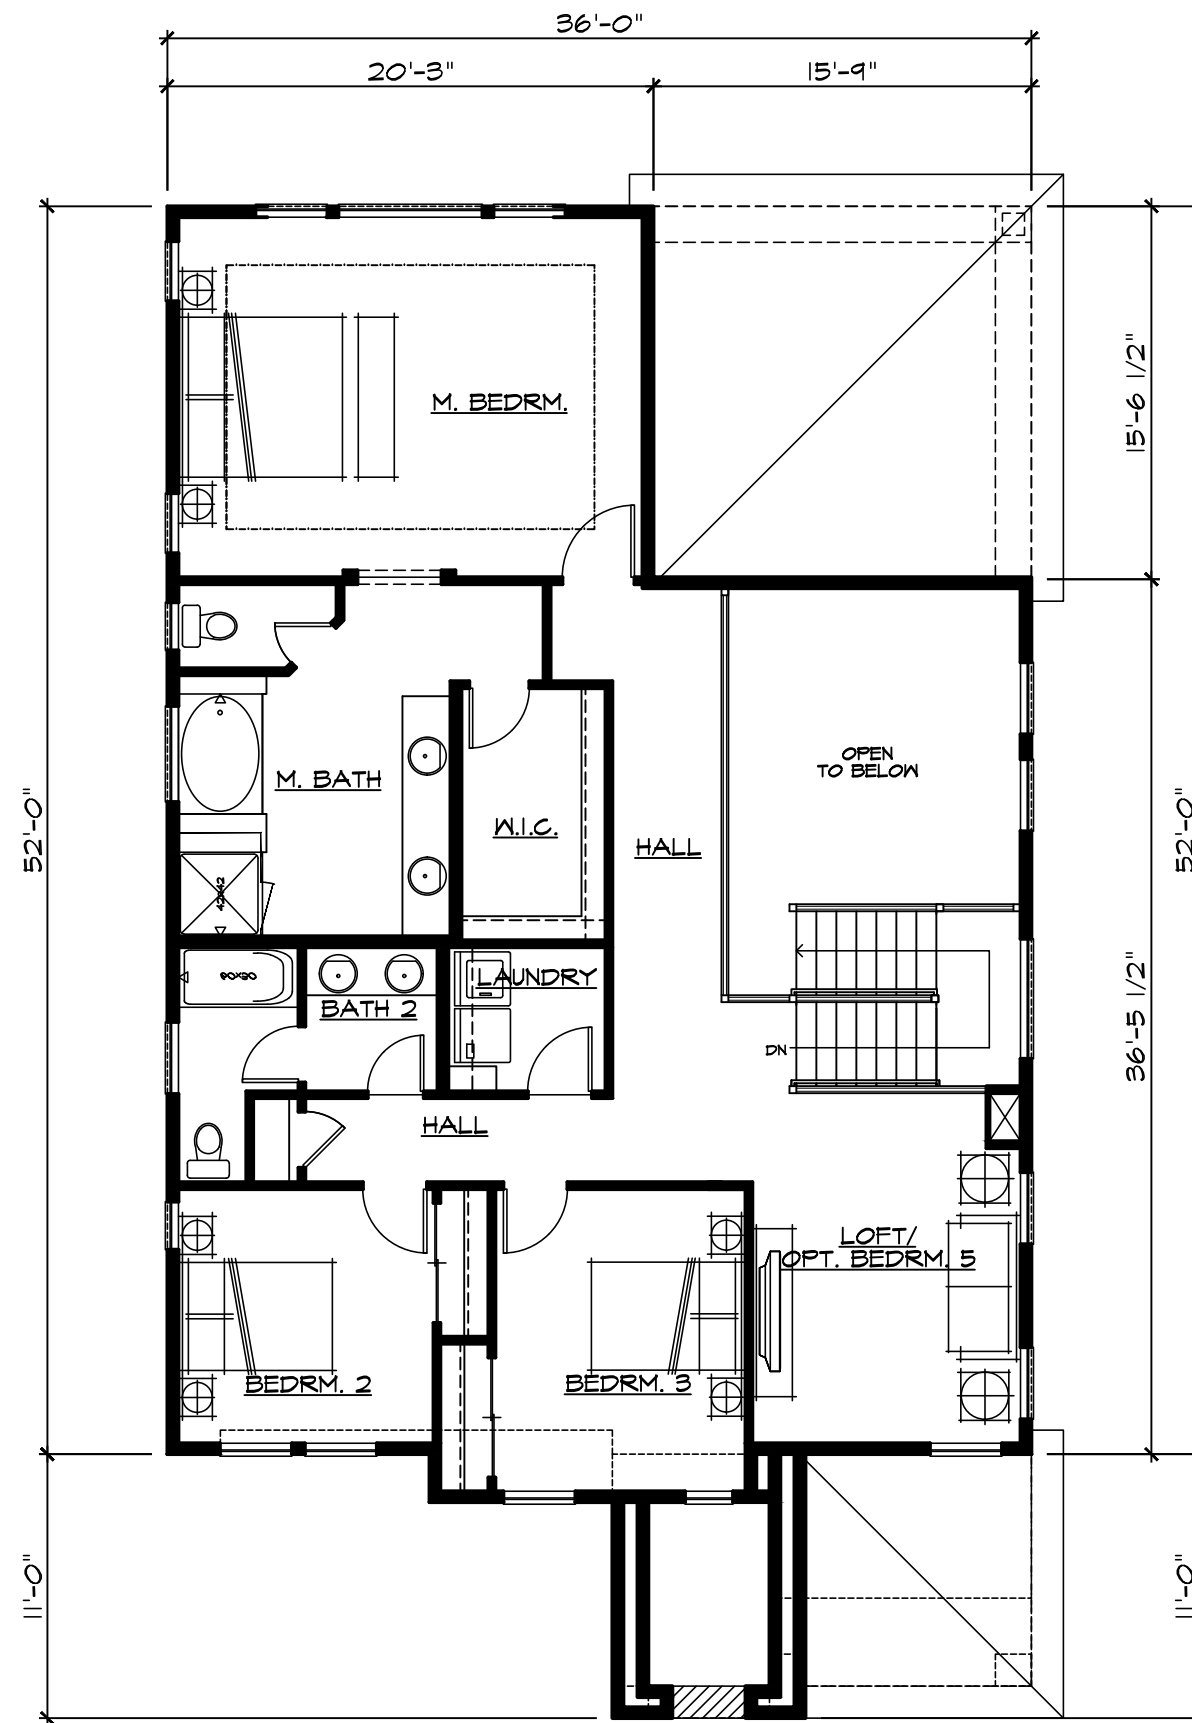 36'-0"
20'-3"
15'-9"
15'-6 1/2"
M. BEDRM.
OPEN
TO BELOW
M. BATH
W.I.C.
HALL
52'-0"
52'-0"
42x42
LAUNDRY
BATH 2
36'-5 1/2"
DN
HALL
LOFT/
OPT. BEDRM. 5
BEDRM. 2
BEDRM. 3
11'-0"
11'-0"